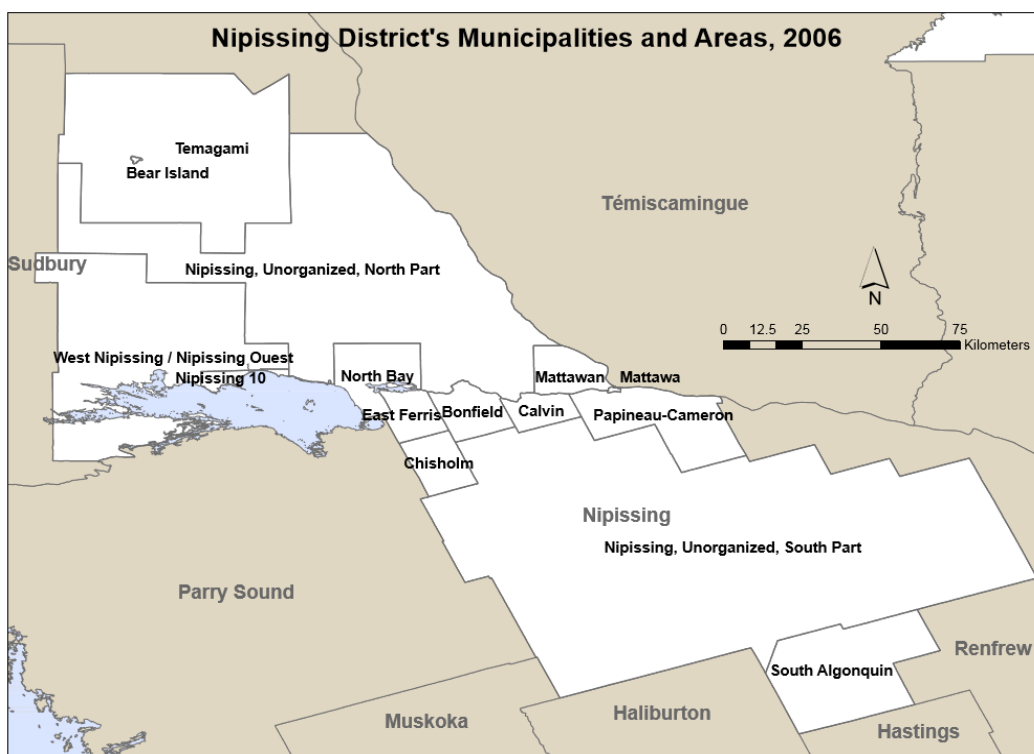 Nipissing District's Municipalities and Areas, 2006
Temagami
Bear Island
Témiscamingue
Sudbury
Nipissing, Unorganized, North Part
N
0 12.5 25 50 75
Kilometers
West Nipissing / Nipissing Ouest
Nipissing 10
North Bay
Mattawan
Mattawa
East Ferris
Bonfield
Calvin
Papineau-Cameron
Chisholm
Nipissing
Nipissing, Unorganized, South Part
Parry Sound
Renfrew
South Algonquin
Muskoka
Haliburton
Hastings